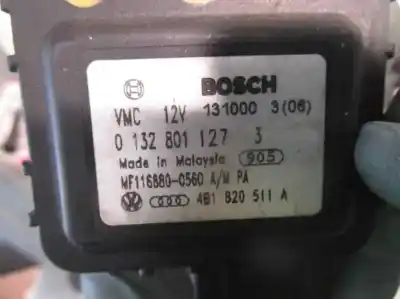 BOSCH
VMC 12V 131000 3(06)
0 132 801 127 3
Made in Malaysia 905
MF116880-0560 A/M PA
4B1 820 511 A